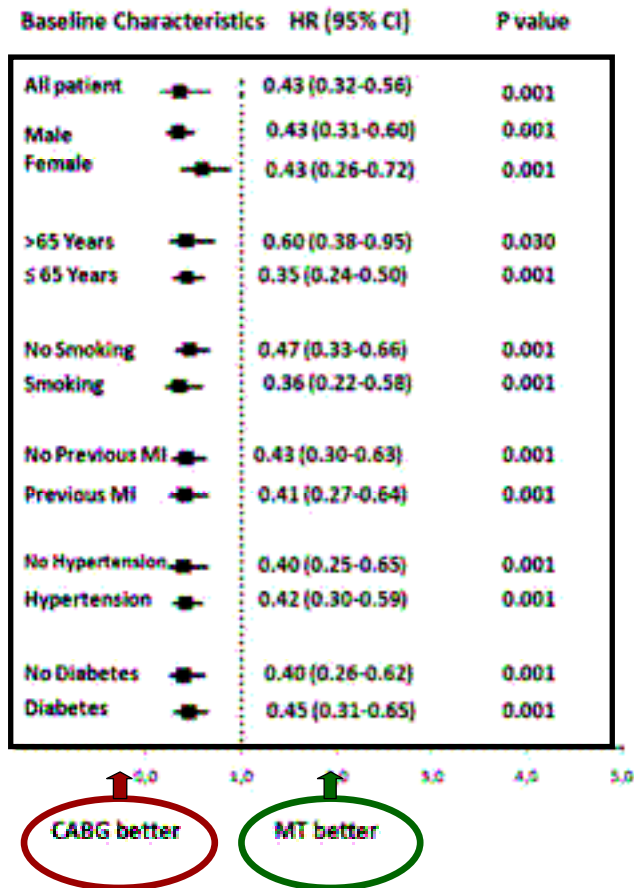 Baseline Characteristics HR (95% CI) P value
All patient 0.43 (0.32-0.56) 0.001
Male 0.43 (0.31-0.60) 0.001
Female 0.43 (0.26-0.72) 0.001
>65 Years 0.60 (0.38-0.95) 0.030
≤ 65 Years 0.35 (0.24-0.50) 0.001
No Smoking 0.47 (0.33-0.66) 0.001
Smoking 0.36 (0.22-0.58) 0.001
No Previous MI 0.43 (0.30-0.63) 0.001
Previous MI 0.41 (0.27-0.64) 0.001
No Hypertension 0.40 (0.25-0.65) 0.001
Hypertension 0.42 (0.30-0.59) 0.001
No Diabetes 0.40 (0.26-0.62) 0.001
Diabetes 0.45 (0.31-0.65) 0.001
3,0 4,0 5,0
CABG better MT better